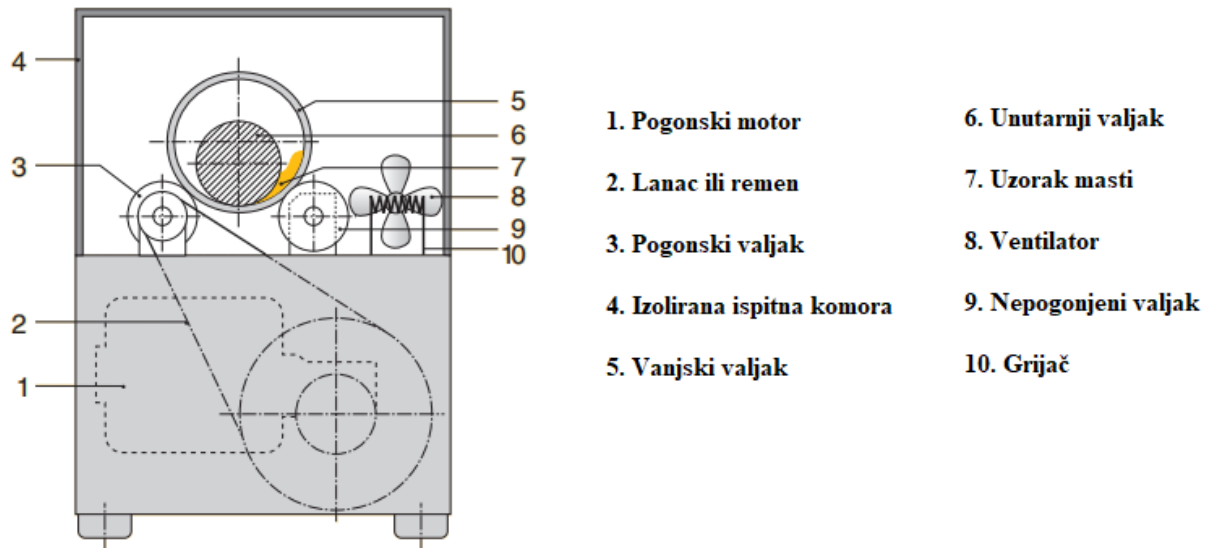 4
5
6
3
7
8
9
10
2
1
1. Pogonski motor
2. Lanac ili remen
3. Pogonski valjak
4. Izolirana ispitna komora
5. Vanjski valjak
6. Unutarnji valjak
7. Uzorak masti
8. Ventilator
9. Nepogonjeni valjak
10. Grijač